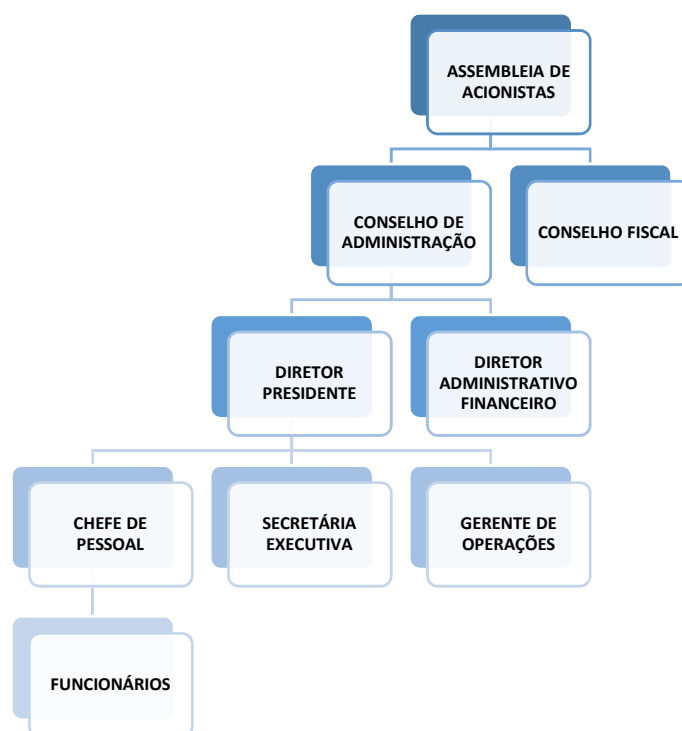 ASSEMBLEIA DE
ACIONISTAS
CONSELHO DE
ADMINISTRAÇÃO
CONSELHO FISCAL
DIRETOR
PRESIDENTE
DIRETOR
ADMINISTRATIVO
FINANCEIRO
CHEFE DE
PESSOAL
SECRETÁRIA
EXECUTIVA
GERENTE DE
OPERAÇÕES
FUNCIONÁRIOS